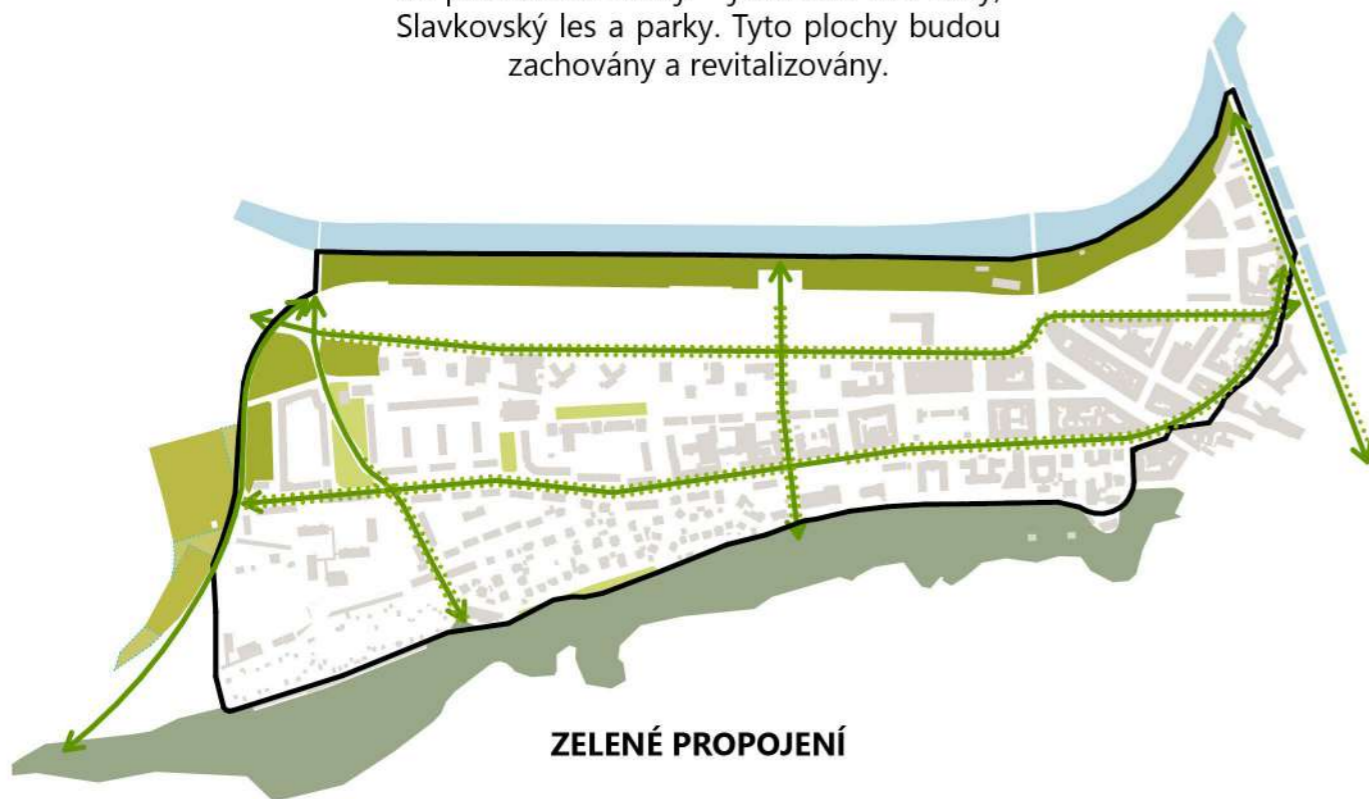 Slavkovský les a parky. Tyto plochy budou
zachovány a revitalizovány.
ZELENÉ PROPOJENÍ